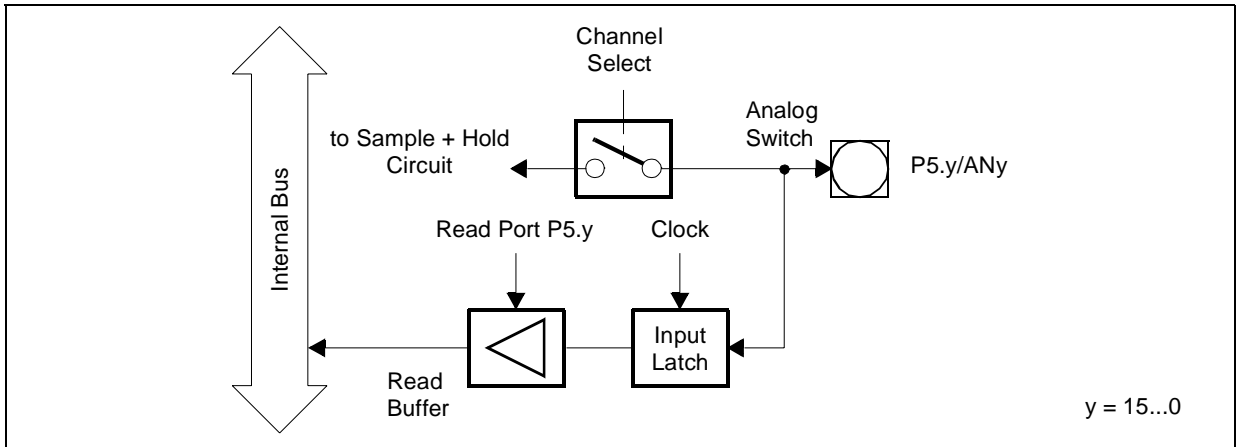 Channel
Select
to Sample + Hold
Circuit
Analog
Switch
P5.y/ANy
Internal Bus
Read Port P5.y
Clock
Input
Latch
Read
Buffer
y = 15...0